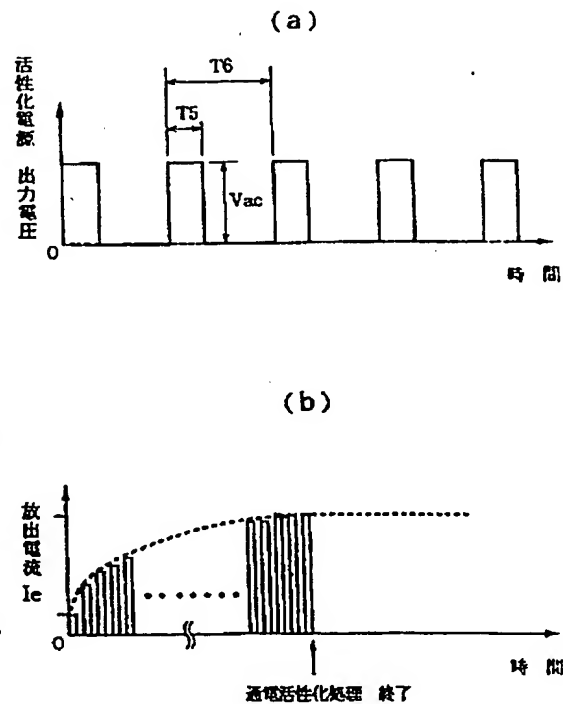 (a)
活性化電源 出力電圧
T6
T5
Vac
0
時 間
(b)
放出電流 Ie
0
時 間
通電活性化処理 終了